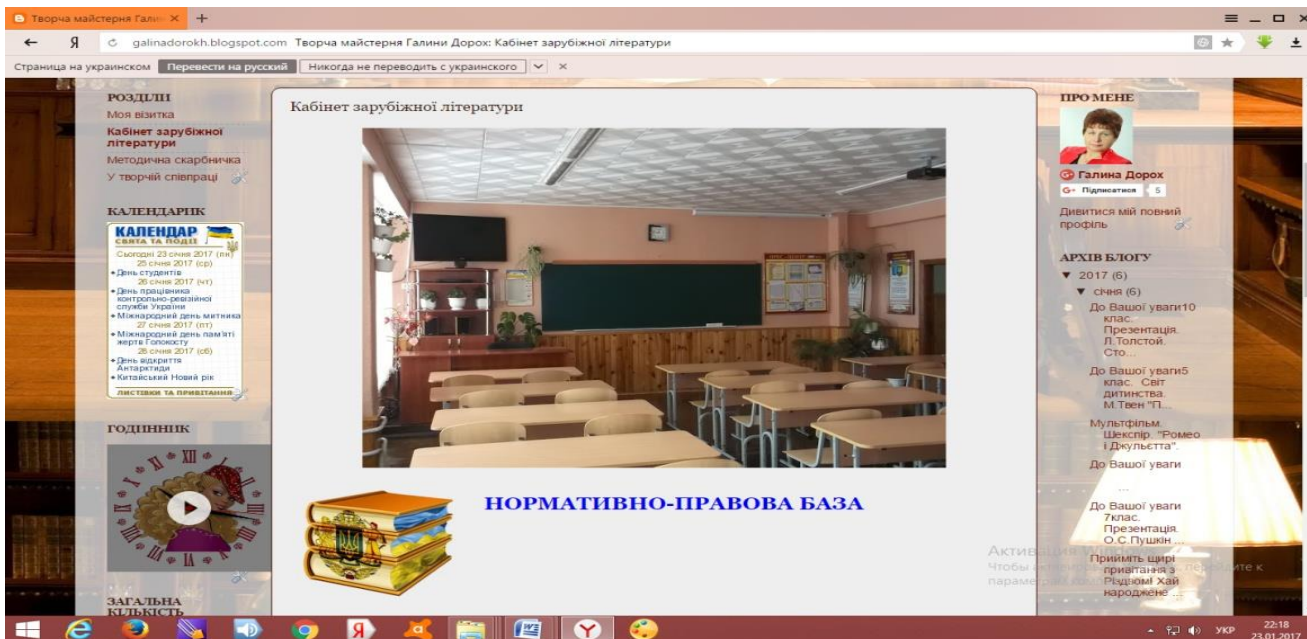 Творча майстерня Гали
galinadorokh.blogspot.com Творча майстерня Галини Дорох: Кабінет зарубіжної літератури
Страница на украинском Перевести на русский Никогда не переводить с украинского
РОЗДІЛИ
Моя візитка
Кабінет зарубіжної
літератури
Методична скарбничка
У творчій співпраці
КАЛЕНДАРИК
КАЛЕНДАР
СВЯТА ТА ПОДІЇ
Сьогодні 23 січня 2017 (пн)
25 січня 2017 (ср)
День студентів
26 січня 2017 (чт)
День працівника
контрольно-ревізійної
служби України
Міжнародний день митника
27 січня 2017 (пт)
Міжнародний день пам'яті
жертв Голокосту
28 січня 2017 (сб)
День відкриття
Антарктиди
Китайський Новий рік
ЛИСТІВКИ ТА ПРИВІТАННЯ
ГОДИННИК
XII
III
VI
IX
ЗАГАЛЬНА
КІЛЬКІСТЬ
Кабінет зарубіжної літератури
НОРМАТИВНО-ПРАВОВА БАЗА
ПРО МЕНЕ
Галина Дорох
G+ Підписатися 5
Дивитися мій повний
профіль
АРХІВ БЛОГУ
▼ 2017 (6)
▼ січня (6)
До Вашої уваги10
клас.
Презентація.
Л.Толстой.
Сто...
До Вашої уваги5
клас. Світ
дитинства.
М.Твен "П...
Мультфільм.
Шекспір. "Ромео
і Джульєтта".
До Вашої уваги
...
До Вашої уваги
7клас.
Презентація.
О.С.Пушкін ...
Прийміть щирі
привітання з
Різдвом! Хай
народжене ...
Активация Windows
УКР
22:18
23.01.2017